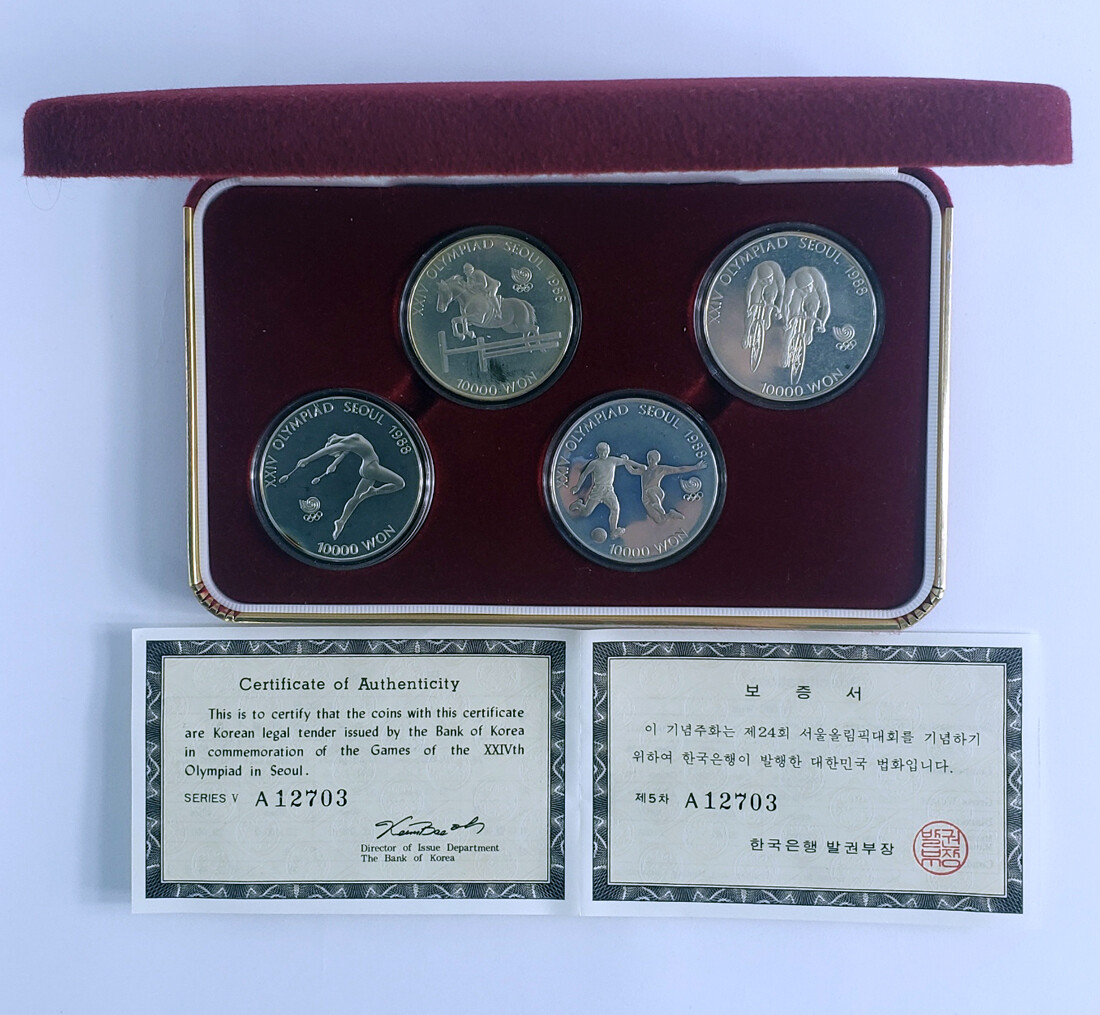 XXIV OLYMPIAD SEOUL 1988
10000 WON
XXIV OLYMPIAD SEOUL 1988
10000 WON
XXIV OLYMPIAD SEOUL 1988
10000 WON
XXIV OLYMPIAD SEOUL 1988
10000 WON
Certificate of Authenticity
This is to certify that the coins with this certificate
are Korean legal tender issued by the Bank of Korea
in commemoration of the Games of the XXIVth
Olympiad in Seoul.
SERIES V A12703
Director of Issue Department
The Bank of Korea
보 증 서
이 기념주화는 제24회 서울올림픽대회를 기념하기
위하여 한국은행이 발행한 대한민국 법화입니다.
제5차 A12703
한국은행 발권부장
발권
부장